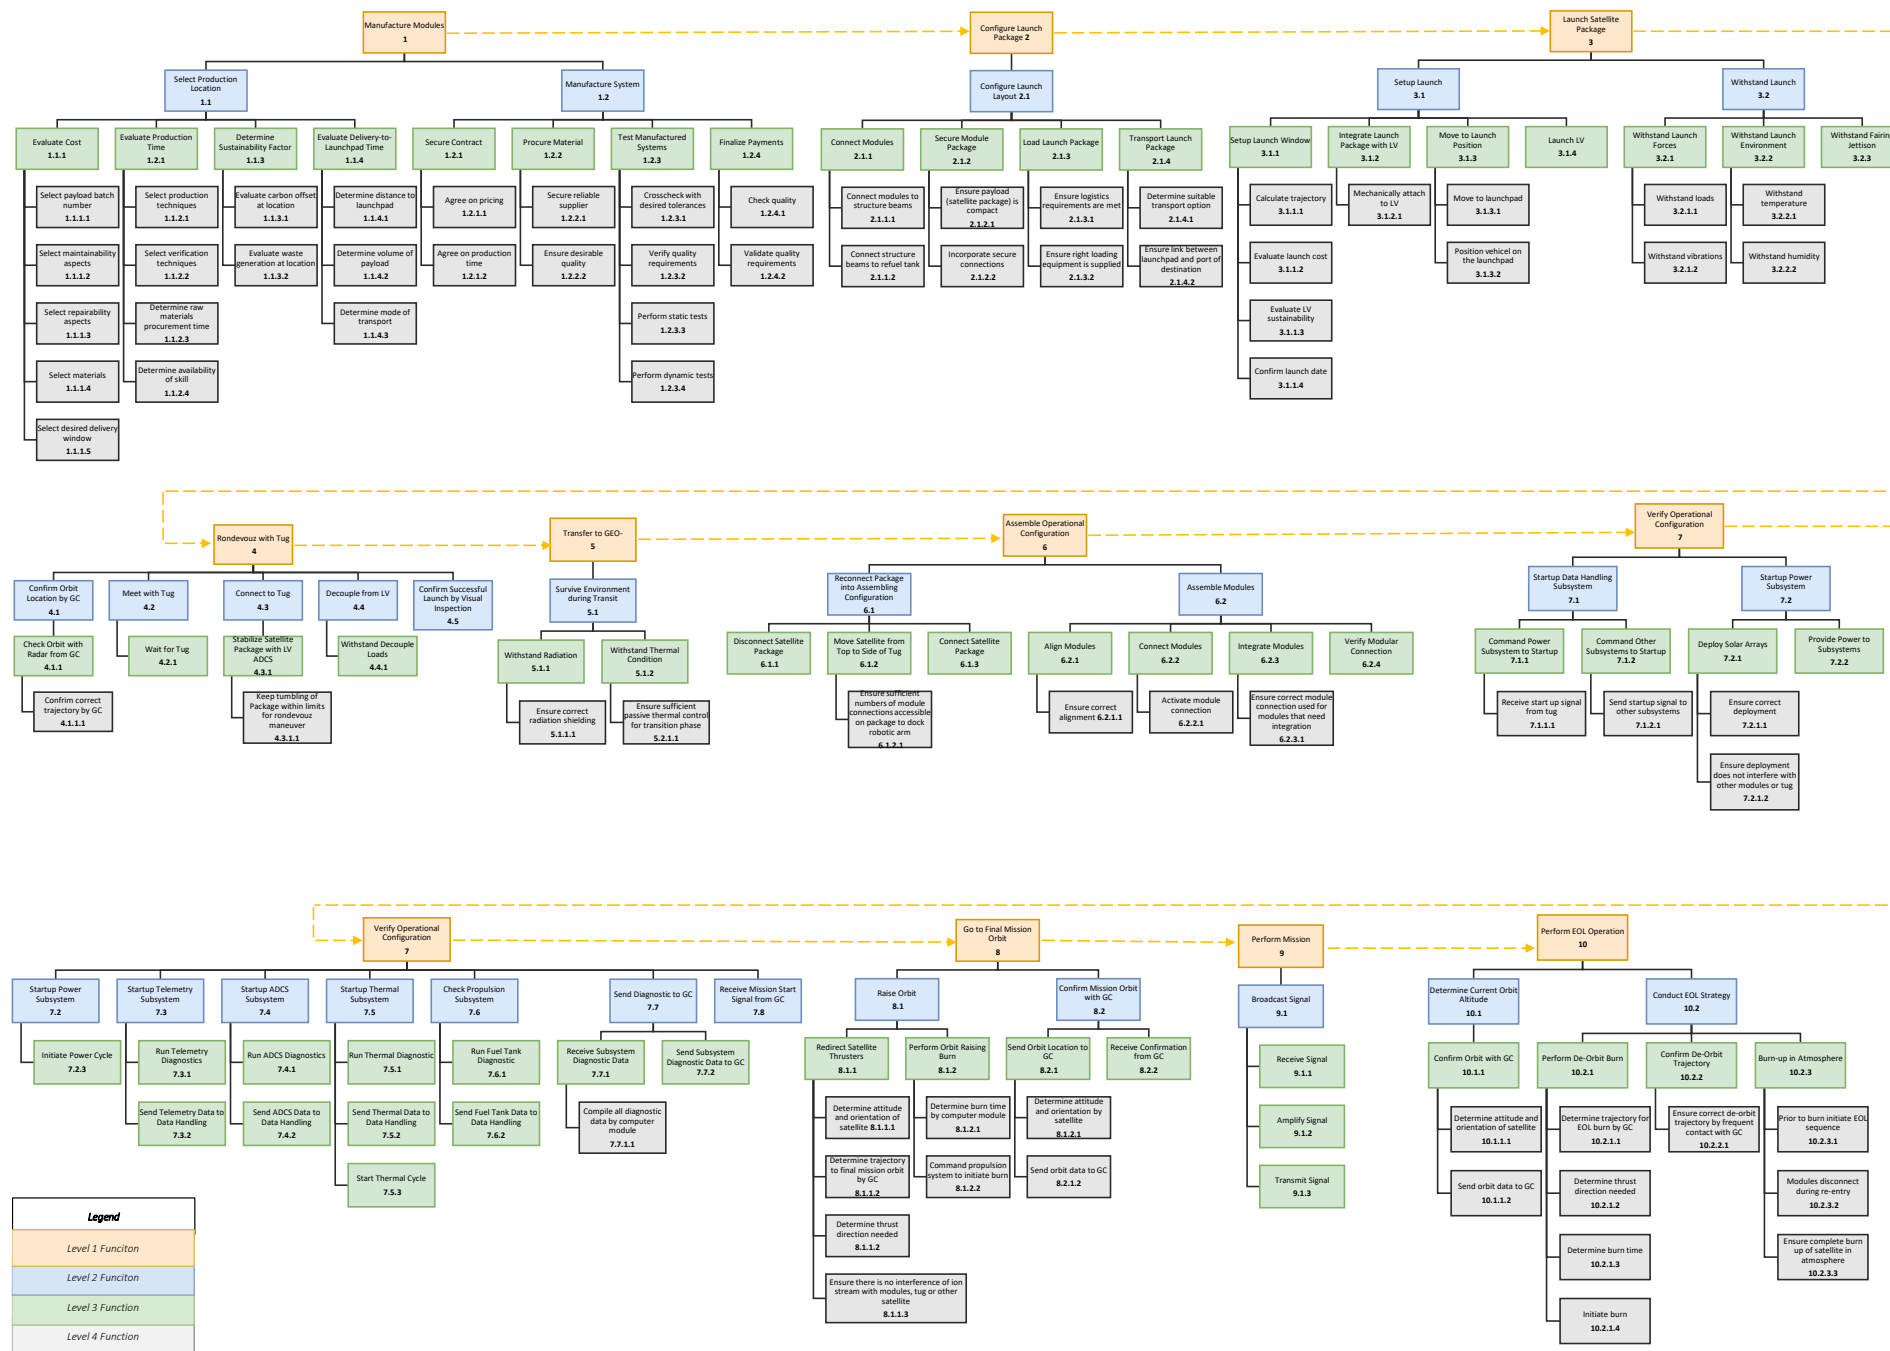 Manufacture Modules
1
Configure Launch
Package 2
Launch Satellite
Package
3
Select Production
Location
1.1
Manufacture System
1.2
Configure Launch
Layout 2.1
Setup Launch
3.1
Withstand Launch
3.2
Evaluate Cost
1.1.1
Evaluate Production
Time
1.2.1
Determine
Sustainability Factor
1.1.3
Evaluate Delivery-to-
Launchpad Time
1.1.4
Secure Contract
1.2.1
Procure Material
1.2.2
Test Manufactured
Systems
1.2.3
Finalize Payments
1.2.4
Connect Modules
2.1.1
Secure Module
Package
2.1.2
Load Launch Package
2.1.3
Transport Launch
Package
2.1.4
Setup Launch Window
3.1.1
Integrate Launch
Package with LV
3.1.2
Move to Launch
Position
3.1.3
Launch LV
3.1.4
Withstand Launch
Forces
3.2.1
Withstand Launch
Environment
3.2.2
Withstand Fairin
Jettison
3.2.3
Select payload batch
number
1.1.1.1
Select production
techniques
1.1.2.1
Evaluate carbon offset
at location
1.1.3.1
Determine distance to
launchpad
1.1.4.1
Agree on pricing
1.2.1.1
Secure reliable
supplier
1.2.2.1
Crosscheck with
desired tolerances
1.2.3.1
Check quality
1.2.4.1
Connect modules to
structure beams
2.1.1.1
Ensure payload
(satellite package) is
compact
2.1.2.1
Ensure logistics
requirements are met
2.1.3.1
Determine suitable
transport option
2.1.4.1
Calculate trajectory
3.1.1.1
Mechanically attach
to LV
3.1.2.1
Move to launchpad
3.1.3.1
Withstand loads
3.2.1.1
Withstand
temperature
3.2.2.1
Select maintainability
aspects
1.1.1.2
Select verification
techniques
1.1.2.2
Evaluate waste
generation at location
1.1.3.2
Determine volume of
payload
1.1.4.2
Agree on production
time
1.2.1.2
Ensure desirable
quality
1.2.2.2
Verify quality
requirements
1.2.3.2
Validate quality
requirements
1.2.4.2
Connect structure
beams to refuel tank
2.1.1.2
Incorporate secure
connections
2.1.2.2
Ensure right loading
equipment is supplied
2.1.3.2
Ensure link between
launchpad and port of
destination
2.1.4.2
Evaluate launch cost
3.1.1.2
Position vehicel on
the launchpad
3.1.3.2
Withstand vibrations
3.2.1.2
Withstand humidity
3.2.2.2
Select repairability
aspects
1.1.1.3
Determine raw
materials
procurement time
1.1.2.3
Determine mode of
transport
1.1.4.3
Perform static tests
1.2.3.3
Evaluate LV
sustainability
3.1.1.3
Select materials
1.1.1.4
Determine availability
of skill
1.1.2.4
Perform dynamic tests
1.2.3.4
Confirm launch date
3.1.1.4
Select desired delivery
window
1.1.1.5
Rondevouz with Tug
4
Transfer to GEO-
5
Assemble Operational
Configuration
6
Verify Operational
Configuration
7
Confirm Orbit
Location by GC
4.1
Meet with Tug
4.2
Connect to Tug
4.3
Decouple from LV
4.4
Confirm Successful
Launch by Visual
Inspection
4.5
Survive Environment
during Transit
5.1
Reconnect Package
into Assembling
Configuration
6.1
Assemble Modules
6.2
Startup Data Handling
Subsystem
7.1
Startup Power
Subsystem
7.2
Check Orbit with
Radar from GC
4.1.1
Wait for Tug
4.2.1
Stabilize Satellite
Package with LV
ADCS
4.3.1
Withstand Decouple
Loads
4.4.1
Withstand Radiation
5.1.1
Withstand Thermal
Condition
5.1.2
Disconnect Satellite
Package
6.1.1
Move Satellite from
Top to Side of Tug
6.1.2
Connect Satellite
Package
6.1.3
Align Modules
6.2.1
Connect Modules
6.2.2
Integrate Modules
6.2.3
Verify Modular
Connection
6.2.4
Command Power
Subsystem to Startup
7.1.1
Command Other
Subsystems to Startup
7.1.2
Deploy Solar Arrays
7.2.1
Provide Power to
Subsystems
7.2.2
Confrim correct
trajectory by GC
4.1.1.1
Keep tumbling of
Package within limits
for rondevouz
maneuver
4.3.1.1
Ensure correct
radiation shielding
5.1.1.1
Ensure sufficient
passive thermal control
for transition phase
5.2.1.1
Ensure sufficient
numbers of module
connections accessible
on package to dock
robotic arm
6.1.2.1
Ensure correct
alignment 6.2.1.1
Activate module
connection
6.2.2.1
Ensure correct module
connection used for
modules that need
integration
6.2.3.1
Receive start up signal
from tug
7.1.1.1
Send startup signal to
other subsystems
7.1.2.1
Ensure correct
deployment
7.2.1.1
Ensure deployment
does not interfere with
other modules or tug
7.2.1.2
Verify Operational
Configuration
7
Go to Final Mission
Orbit
8
Perform Mission
9
Perform EOL Operation
10
Startup Power
Subsystem
7.2
Startup Telemetry
Subsystem
7.3
Startup ADCS
Subsystem
7.4
Startup Thermal
Subsystem
7.5
Check Propulsion
Subsystem
7.6
Send Diagnostic to GC
7.7
Receive Mission Start
Signal from GC
7.8
Raise Orbit
8.1
Confirm Mission Orbit
with GC
8.2
Broadcast Signal
9.1
Determine Current Orbit
Altitude
10.1
Conduct EOL Strategy
10.2
Initiate Power Cycle
7.2.3
Run Telemetry
Diagnostics
7.3.1
Run ADCS Diagnostics
7.4.1
Run Thermal Diagnostic
7.5.1
Run Fuel Tank
Diagnostic
7.6.1
Receive Subsystem
Diagnostic Data
7.7.1
Send Subsystem
Diagnostic Data to GC
7.7.2
Redirect Satellite
Thrusters
8.1.1
Perform Orbit Raising
Burn
8.1.2
Send Orbit Location to
GC
8.2.1
Receive Confirmation
from GC
8.2.2
Receive Signal
9.1.1
Confirm Orbit with GC
10.1.1
Perform De-Orbit Burn
10.2.1
Confirm De-Orbit
Trajectory
10.2.2
Burn-up in Atmosphere
10.2.3
Send Telemetry Data to
Data Handling
7.3.2
Send ADCS Data to
Data Handling
7.4.2
Send Thermal Data to
Data Handling
7.5.2
Send Fuel Tank Data to
Data Handling
7.6.2
Compile all diagnostic
data by computer
module
7.7.1.1
Determine attitude
and orientation of
satellite 8.1.1.1
Determine burn time
by computer module
8.1.2.1
Determine attitude
and orientation by
satellite
8.1.2.1
Amplify Signal
9.1.2
Determine attitude and
orientation of satellite
10.1.1.1
Determine trajectory for
EOL burn by GC
10.2.1.1
Ensure correct de-orbit
trajectory by frequent
contact with GC
10.2.2.1
Prior to burn initiate EOL
sequence
10.2.3.1
Start Thermal Cycle
7.5.3
Determine trajectory
to final mission orbit
by GC
8.1.1.2
Command propulsion
system to initiate burn
8.1.2.2
Send orbit data to GC
8.2.1.2
Transmit Signal
9.1.3
Send orbit data to GC
10.1.1.2
Determine thrust
direction needed
10.2.1.2
Modules disconnect
during re-entry
10.2.3.2
Determine thrust
direction needed
8.1.1.2
Determine burn time
10.2.1.3
Ensure complete burn
up of satellite in
atmosphere
10.2.3.3
Ensure there is no interference of ion
stream with modules, tug or other
satellite
8.1.1.3
Initiate burn
10.2.1.4
Legend
Level 1 Funciton
Level 2 Funciton
Level 3 Function
Level 4 Function